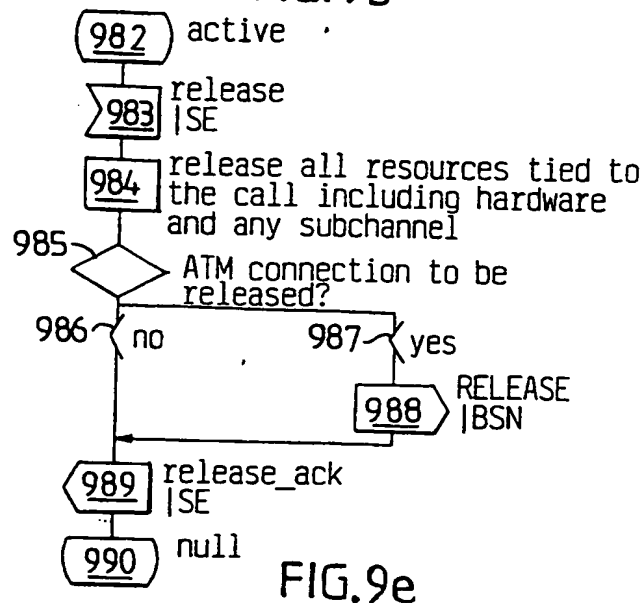 982 active
983 release
|SE
984 release all resources tied to
the call including hardware
and any subchannel
985 ATM connection to be
released?
986 no 987 yes
988 RELEASE
|BSN
989 release_ack
|SE
990 null
FIG.9e